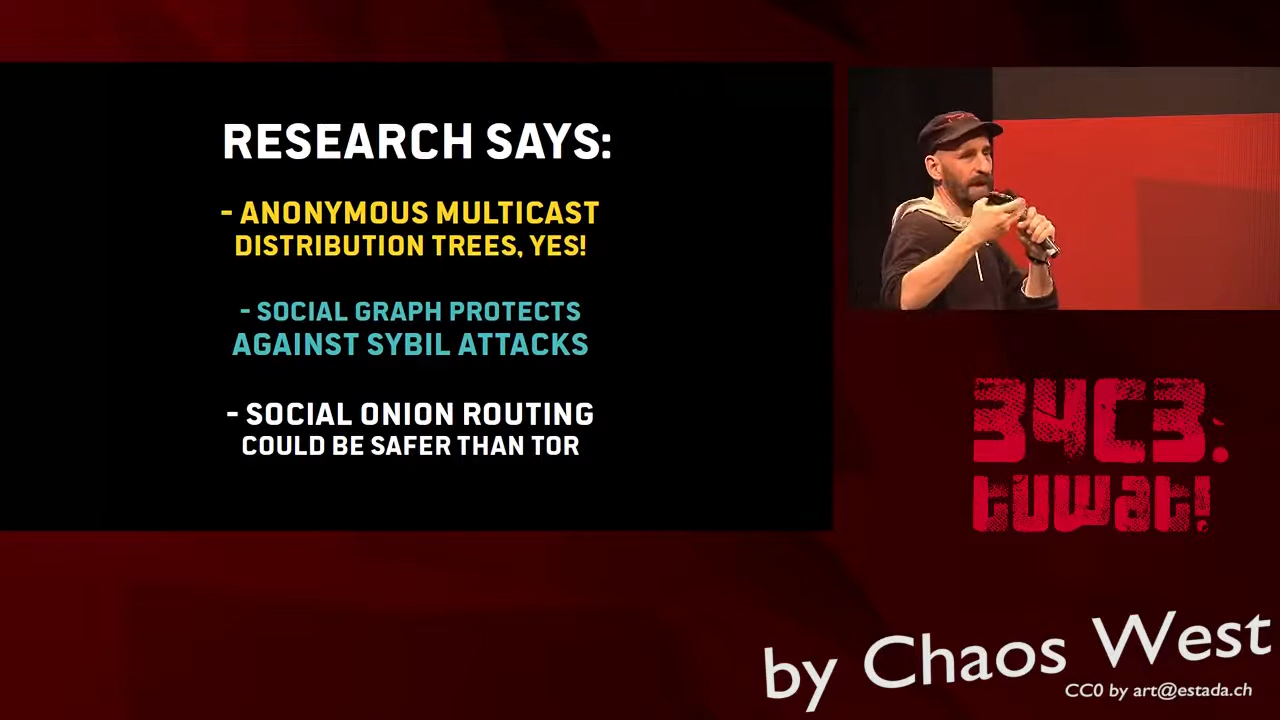 RESEARCH SAYS:
- ANONYMOUS MULTICAST
DISTRIBUTION TREES, YES!
- SOCIAL GRAPH PROTECTS
AGAINST SYBIL ATTACKS
- SOCIAL ONION ROUTING
COULD BE SAFER THAN TOR
34C3:
tuwat!
by Chaos West
CC0 by art@estada.ch